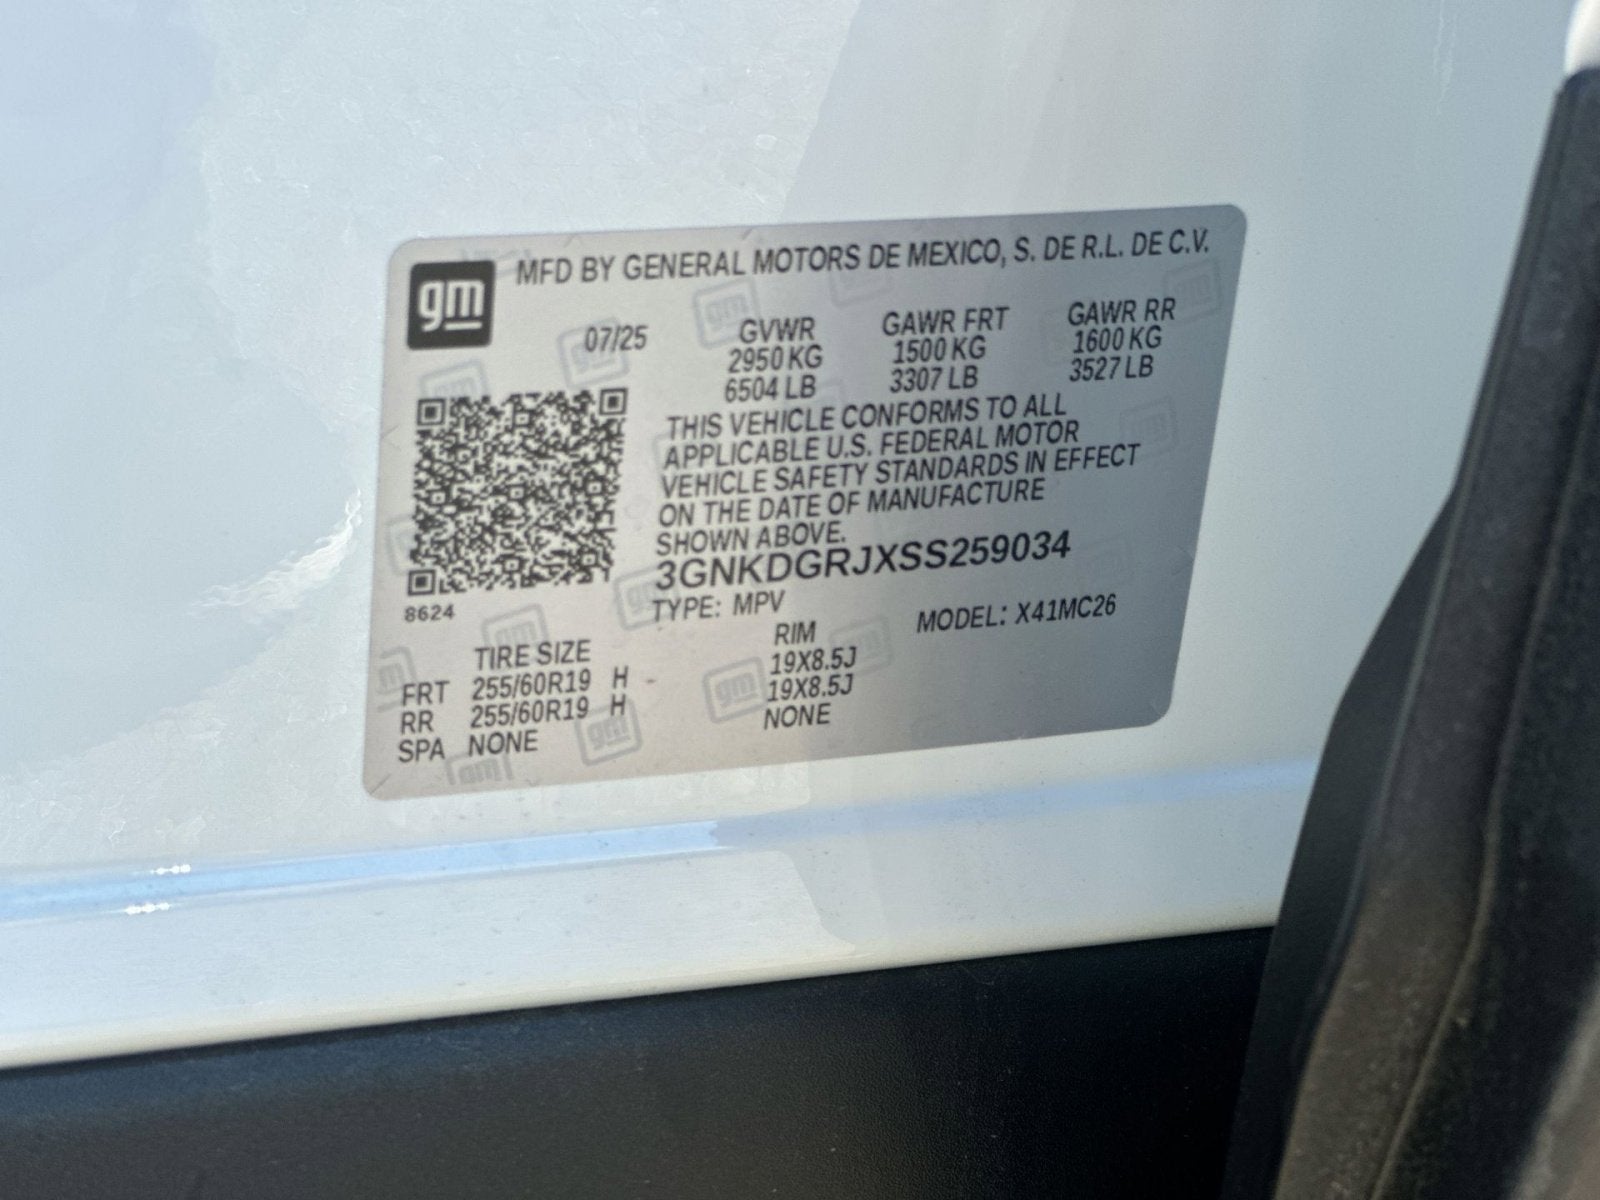 gm MFD BY GENERAL MOTORS DE MEXICO, S. DE R.L. DE C.V.
07/25 GVWR GAWR FRT GAWR RR
2950 KG 1500 KG 1600 KG
6504 LB 3307 LB 3527 LB
THIS VEHICLE CONFORMS TO ALL
APPLICABLE U.S. FEDERAL MOTOR
VEHICLE SAFETY STANDARDS IN EFFECT
ON THE DATE OF MANUFACTURE
SHOWN ABOVE.
3GNKDGRJXSS259034
8624
TYPE: MPV MODEL: X41MC26
TIRE SIZE RIM
FRT 255/60R19 H 19X8.5J
RR 255/60R19 H 19X8.5J
SPA NONE NONE